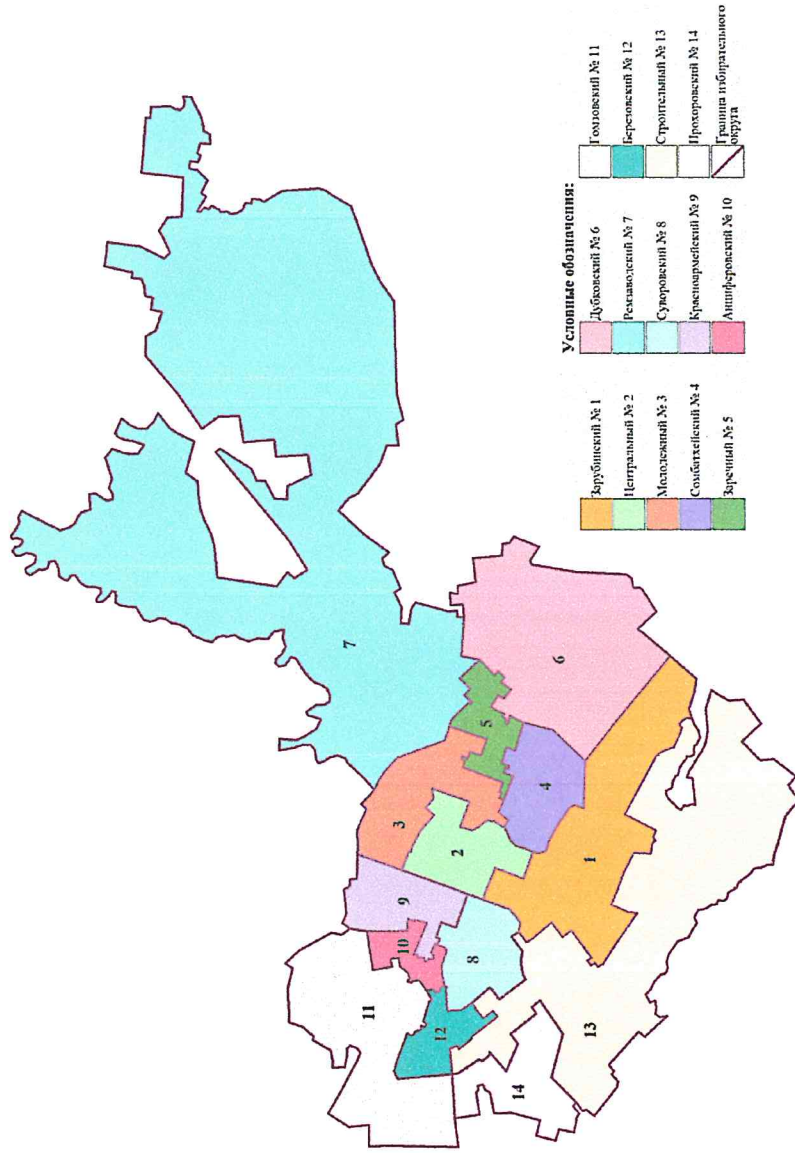 7
6
5
4
3
2
1
9
10
8
11
12
13
14
Условные обозначения:
Зарубинский № 1
Центральный № 2
Молодежный № 3
Сомбатхейский № 4
Заречный № 5
Дубковский № 6
Ремзаводский № 7
Суворовский № 8
Красноармейский № 9
Анциферовский № 10
Гомзовский № 11
Березовский № 12
Строительный № 13
Прохоровский № 14
Граница избирательного
округа